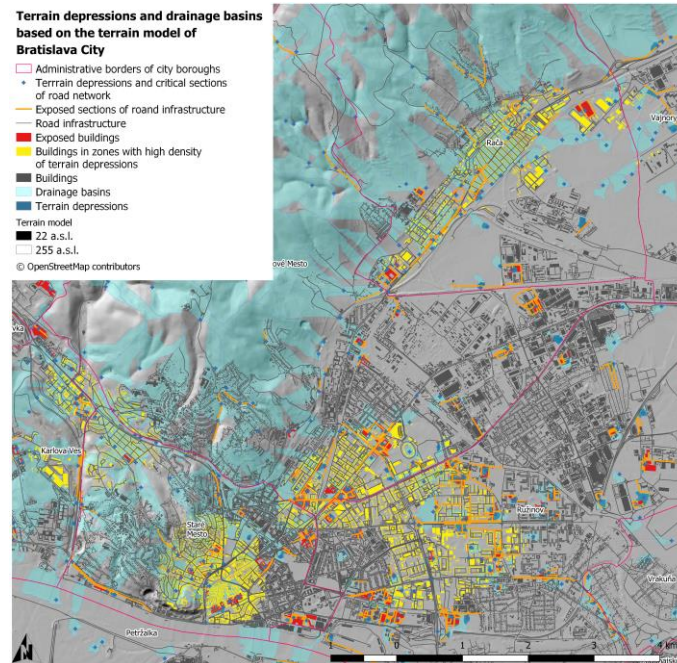 Terrain depressions and drainage basins
based on the terrain model of
Bratislava City
Administrative borders of city boroughs
Terrrain depressions and critical sections
of road network
Exposed sections of roand infrastructure
Road infrastructure
Exposed buildings
Buildings in zones with high density
of terrain depressions
Buildings
Drainage basins
Terrain depressions
Terrain model
22 a.s.l.
255 a.s.l.
© OpenStreetMap contributors
Vajnory
Rača
ové Mesto
vka
Karlova Ves
Staré
Mesto
Ružinov
Vrakuňa
Petržalka
N
1 0 1 2 3 4 km